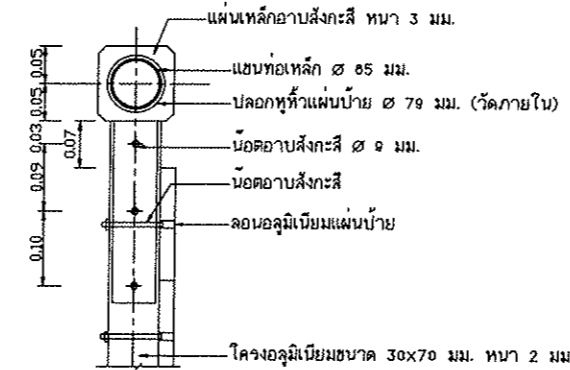 แผ่นเหล็กอาบสังกะสี หนา 3 มม.
แขนท่อเหล็ก Ø 65 มม.
ปลอกหูหิ้วแผ่นป้าย Ø 79 มม. (วัดภายใน)
น๊อตอาบสังกะสี Ø 9 มม.
น๊อตอาบสังกะสี
ลอนอลูมิเนียมแผ่นป้าย
โครงอลูมิเนียมขนาด 30x70 มม. หนา 2 มม
0.05
0.05
0.03
0.07
0.09
0.10